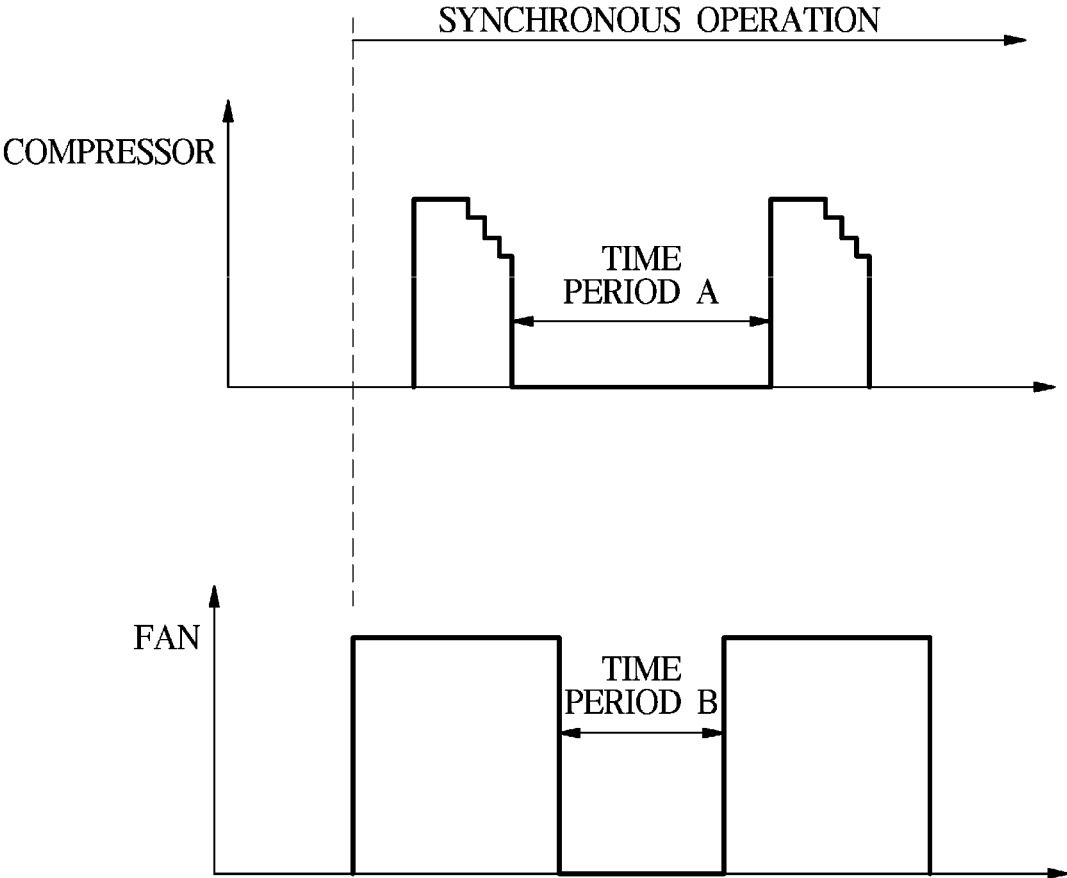 SYNCHRONOUS OPERATION
COMPRESSOR
TIME
PERIOD A
FAN
TIME
PERIOD B